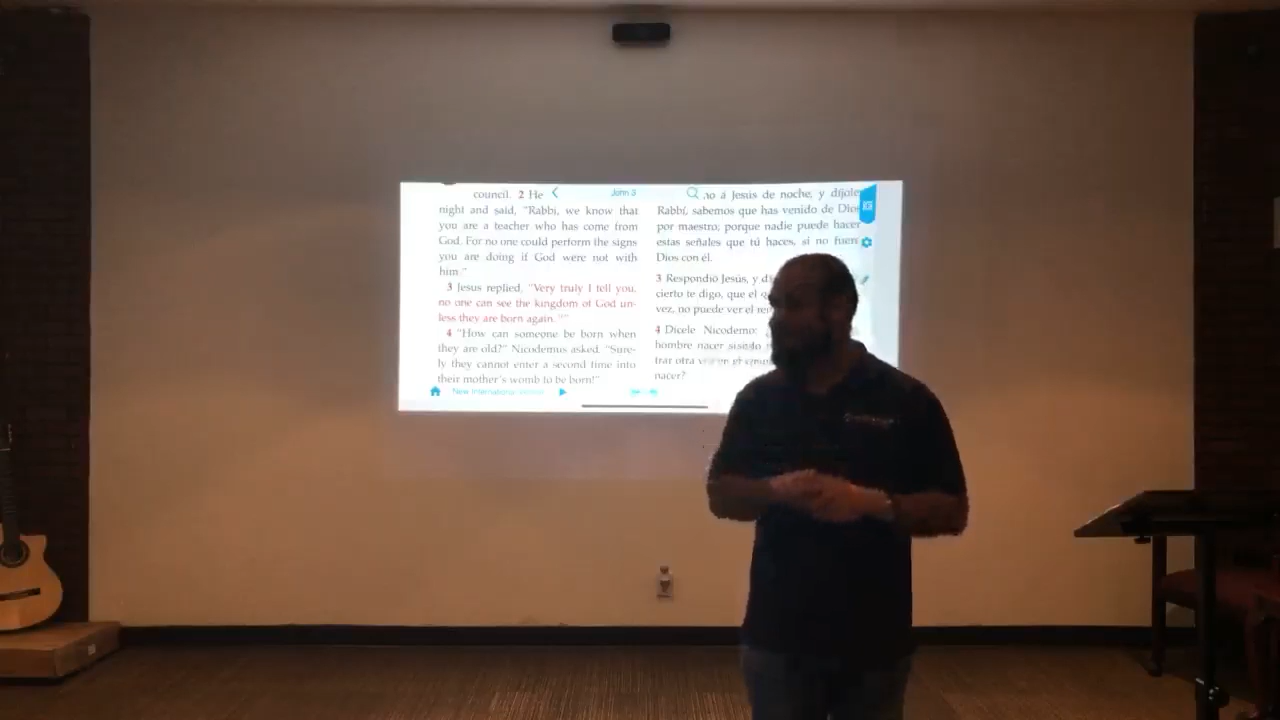 council. 2 He
John 3
night and said, “Rabbi, we know that
you are a teacher who has come from
God. For no one could perform the signs
you are doing if God were not with
him.”
3 Jesus replied, “Very truly I tell you,
no one can see the kingdom of God un-
less they are born again.
4 “How can someone be born when
they are old?” Nicodemus asked. “Sure-
ly they cannot enter a second time into
their mother’s womb to be born!”
New International Version
no á Jesús de noche, y díjole
Rabbí, sabemos que has venido de Dios
por maestro; porque nadie puede hacer
estas señales que tú haces, si no fuere
Dios con él.
3 Respondió Jesús, y
cierto te digo, que el
vez, no puede ver el
4 Dícele Nicodemo:
hombre nacer siendo
trar otra vez en el
nacer?